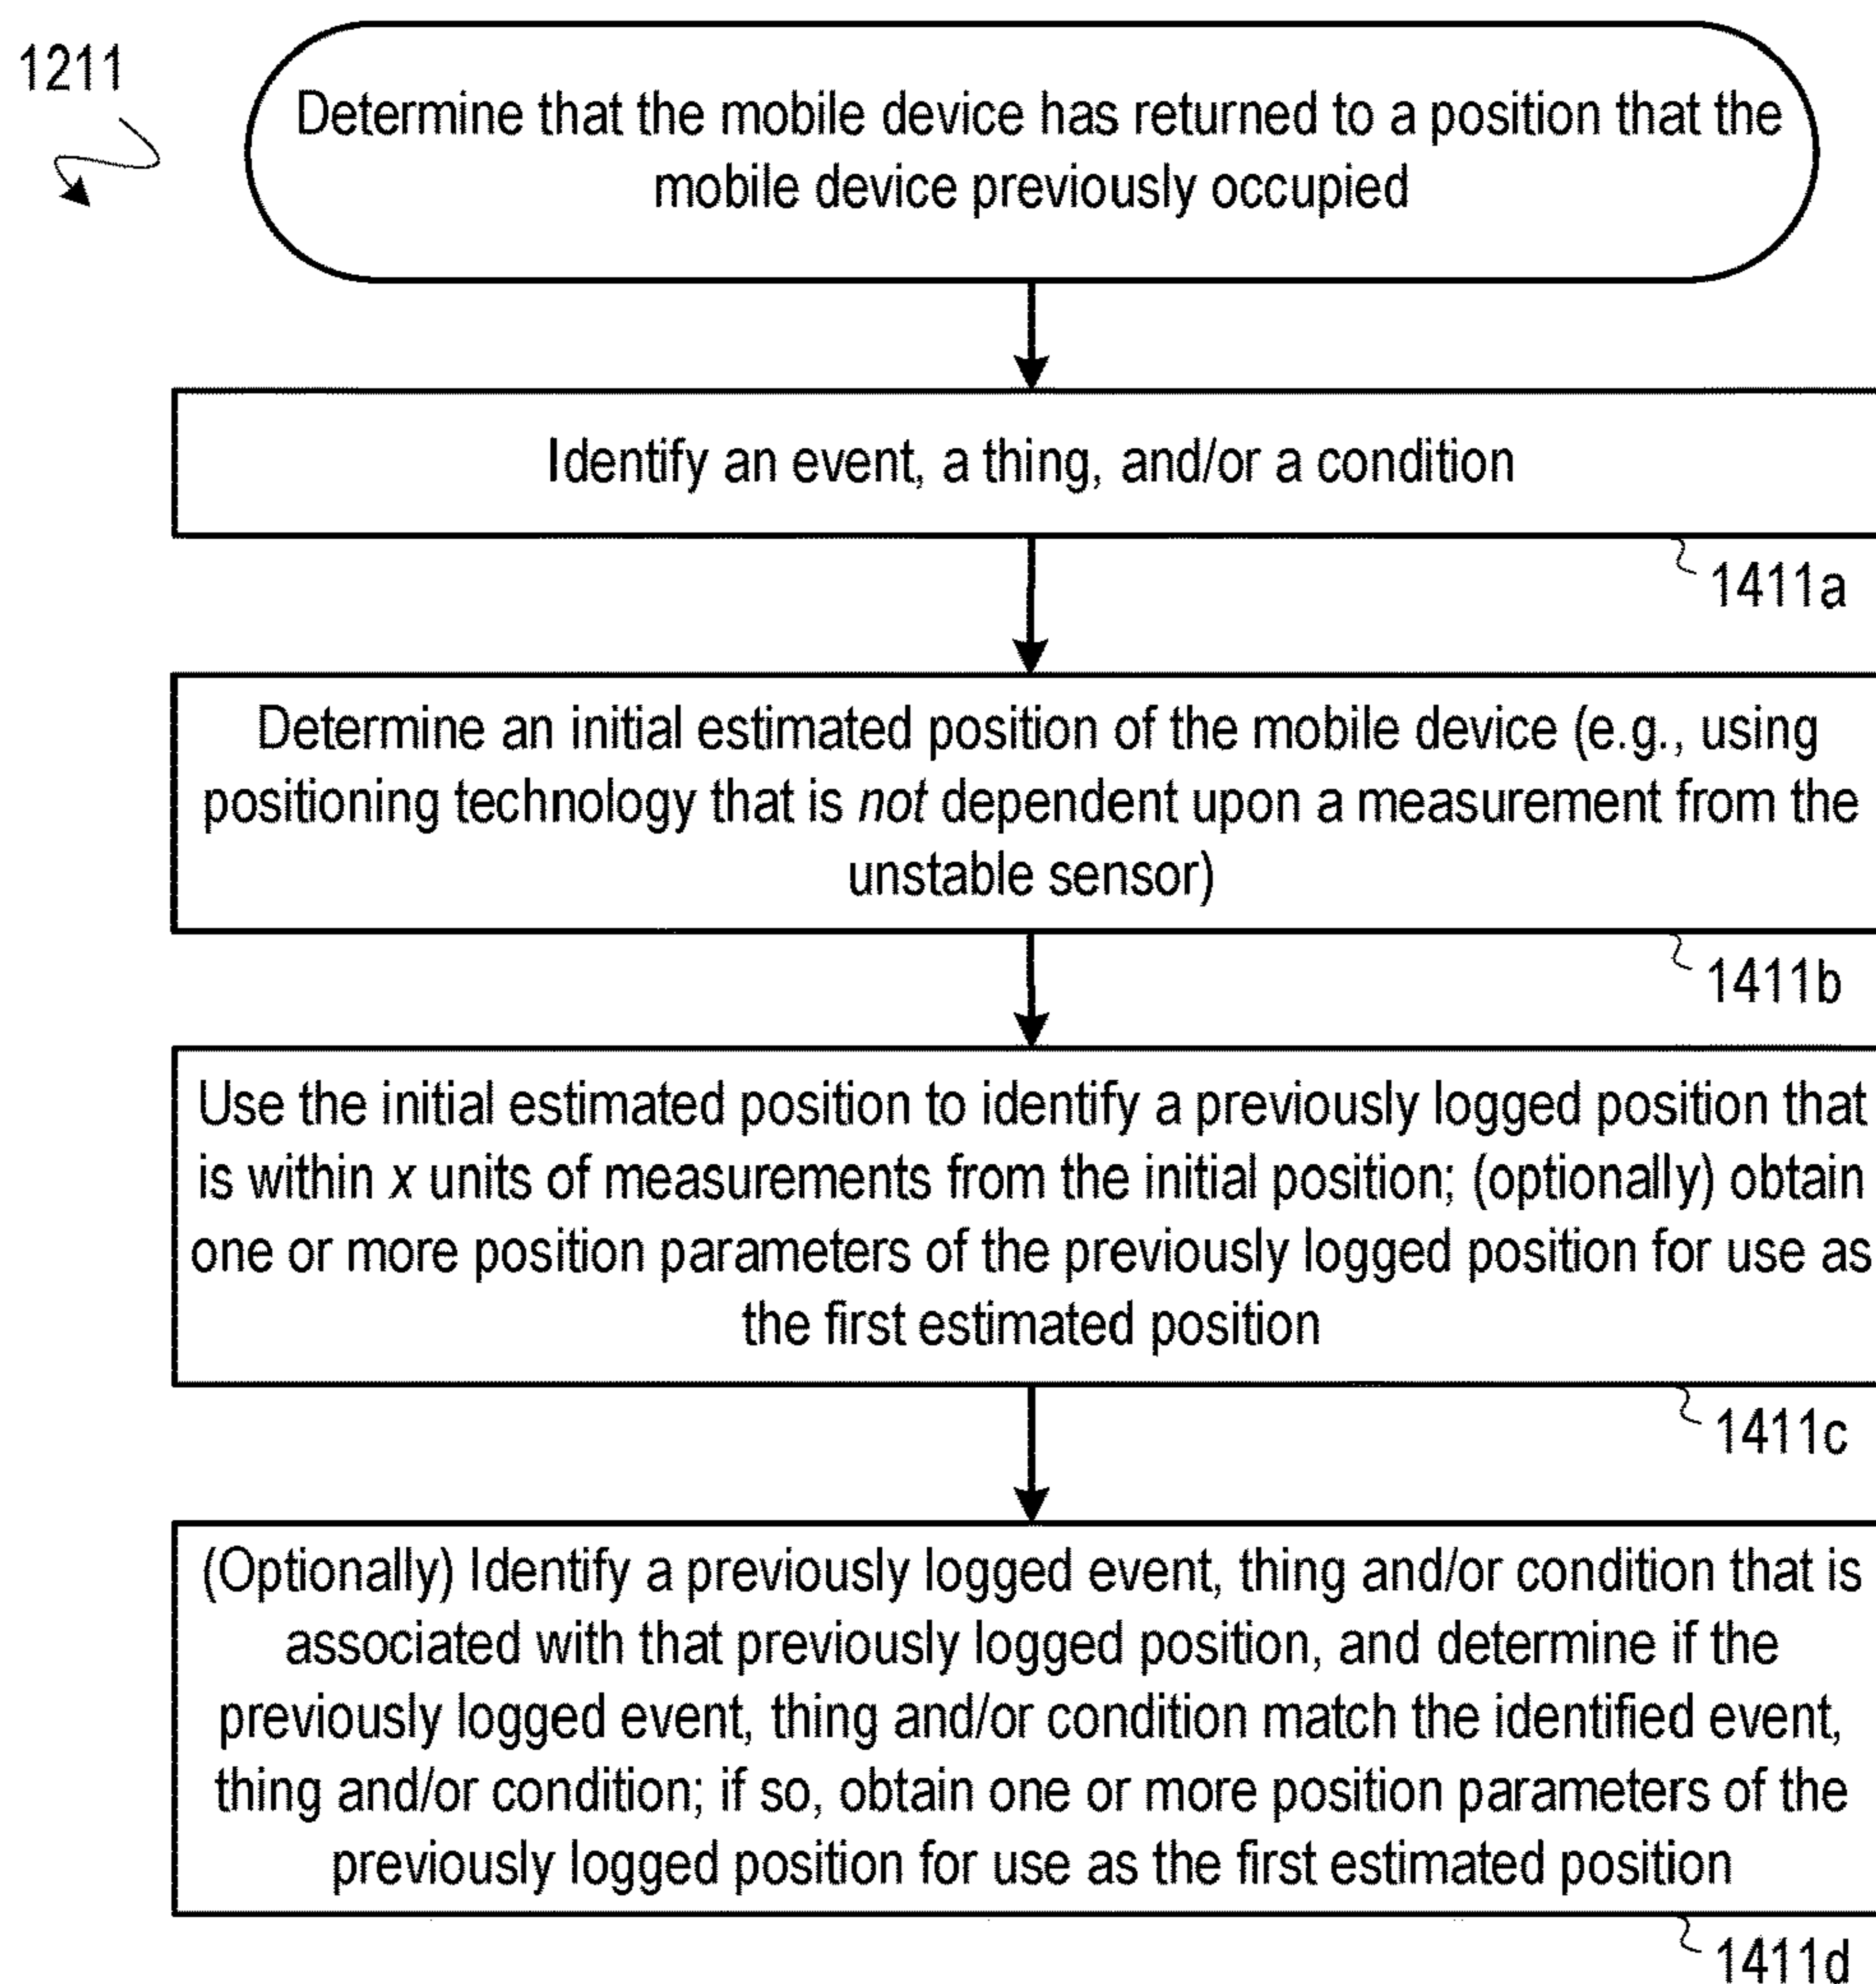 1211
Determine that the mobile device has returned to a position that the
mobile device previously occupied
Identify an event, a thing, and/or a condition
1411a
Determine an initial estimated position of the mobile device (e.g., using
positioning technology that is not dependent upon a measurement from the
unstable sensor)
1411b
Use the initial estimated position to identify a previously logged position that
is within x units of measurements from the initial position; (optionally) obtain
one or more position parameters of the previously logged position for use as
the first estimated position
1411c
(Optionally) Identify a previously logged event, thing and/or condition that is
associated with that previously logged position, and determine if the
previously logged event, thing and/or condition match the identified event,
thing and/or condition; if so, obtain one or more position parameters of the
previously logged position for use as the first estimated position
1411d